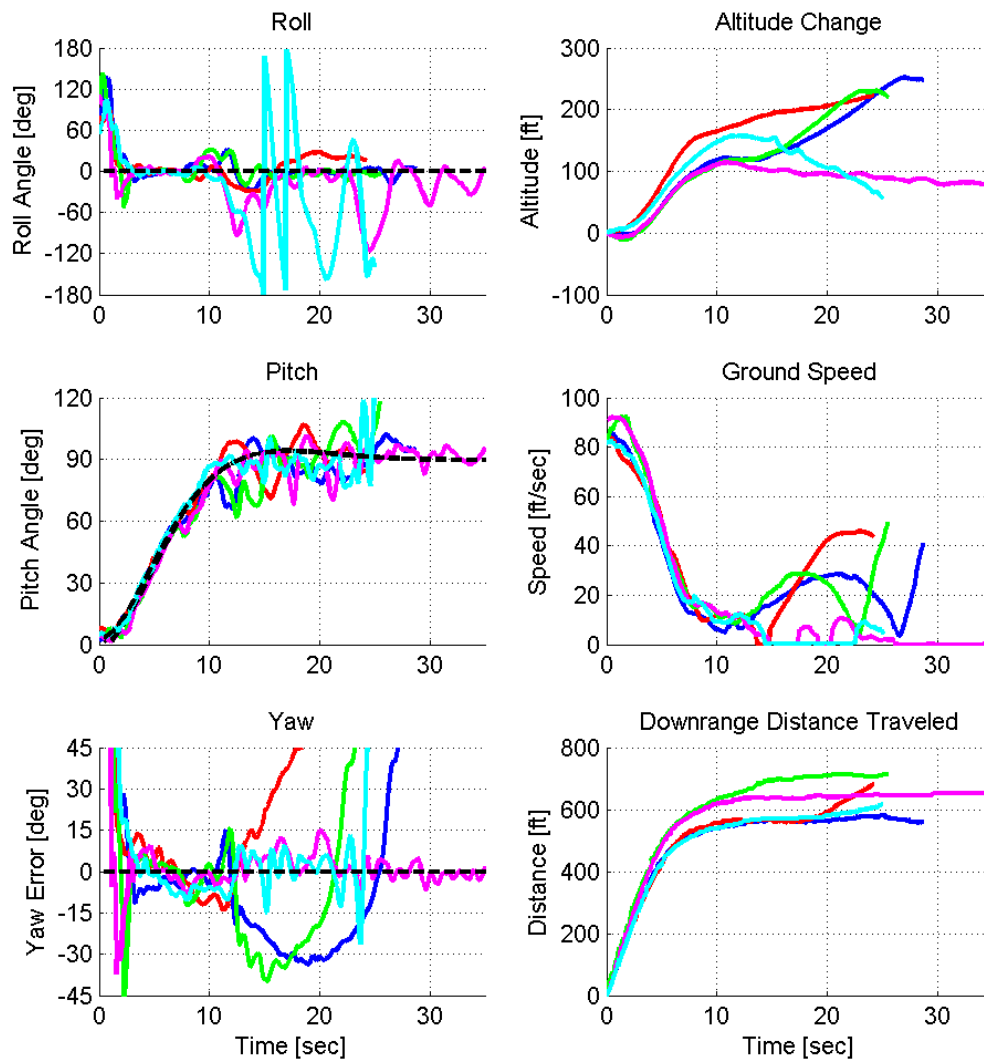 Roll
180
120
60
0
-60
-120
-180
Roll Angle [deg]
0 10 20 30
Altitude Change
300
200
100
0
-100
Altitude [ft]
0 10 20 30
Pitch
120
90
60
30
0
Pitch Angle [deg]
0 10 20 30
Ground Speed
100
80
60
40
20
0
Speed [ft/sec]
0 10 20 30
Yaw
45
30
15
0
-15
-30
-45
Yaw Error [deg]
0 10 20 30
Time [sec]
Downrange Distance Traveled
800
600
400
200
0
Distance [ft]
0 10 20 30
Time [sec]